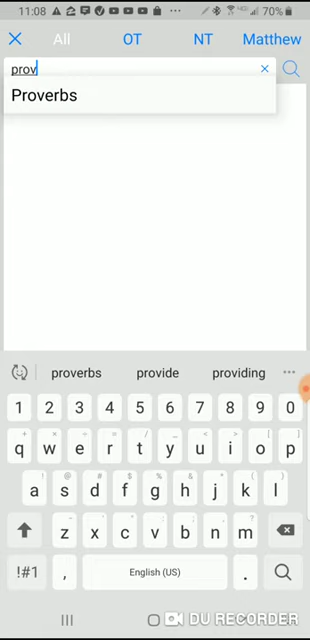 11:08 70%
All OT NT Matthew
prov
Proverbs
proverbs provide providing
1 2 3 4 5 6 7 8 9 0
q w e r t y u i o p
a s d f g h j k l
z x c v b n m
!#1 , English (US) .
DU RECORDER